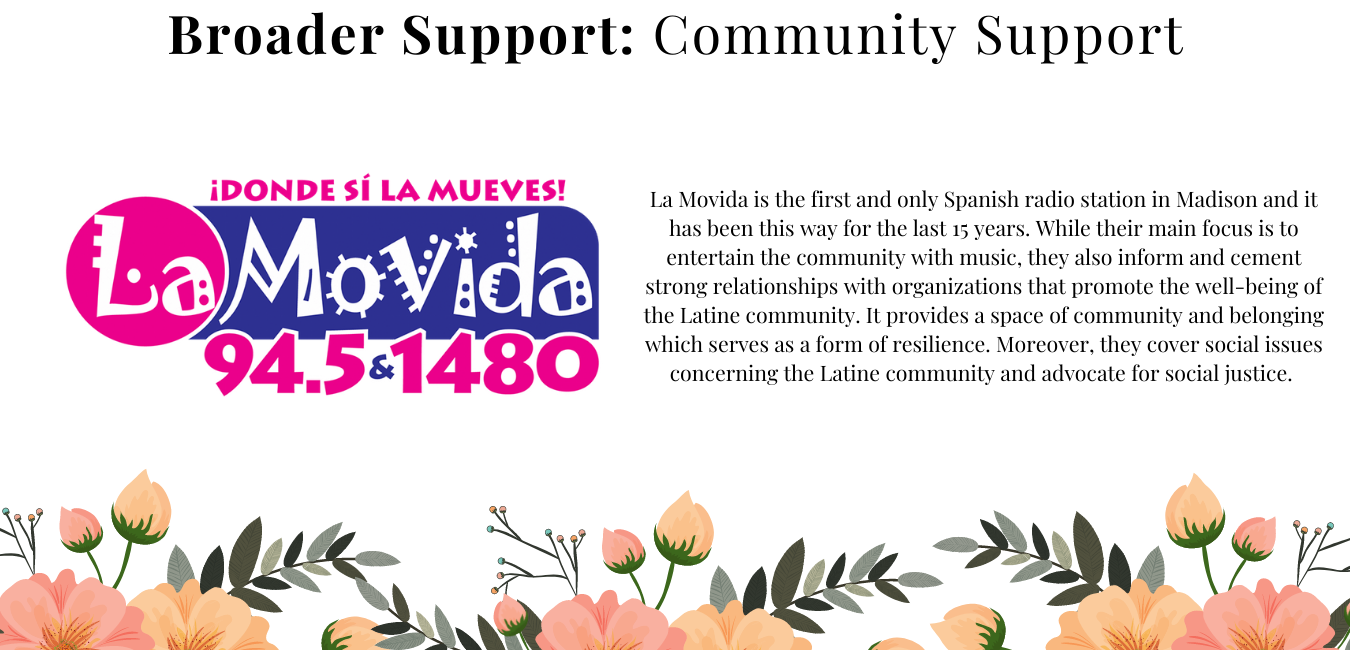 Broader Support: Community Support
¡DONDE SÍ LA MUEVES!
La Movida
94.5 & 1480
La Movida is the first and only Spanish radio station in Madison and it
has been this way for the last 15 years. While their main focus is to
entertain the community with music, they also inform and cement
strong relationships with organizations that promote the well-being of
the Latine community. It provides a space of community and belonging
which serves as a form of resilience. Moreover, they cover social issues
concerning the Latine community and advocate for social justice.